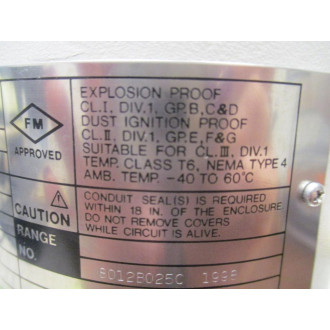 FM
APPROVED
EXPLOSION PROOF
CL.I, DIV.1, GP.B,C&D
DUST IGNITION PROOF
CL.II, DIV.1, GP.E,F&G
SUITABLE FOR CL.III, DIV.1
TEMP. CLASS T6, NEMA TYPE 4
AMB. TEMP. -40 TO 60°C
CAUTION
CONDUIT SEAL(S) IS REQUIRED
WITHIN 18 IN. OF THE ENCLOSURE
DO NOT REMOVE COVERS
WHILE CIRCUIT IS ALIVE.
RANGE
NO.
8012E025C 1998